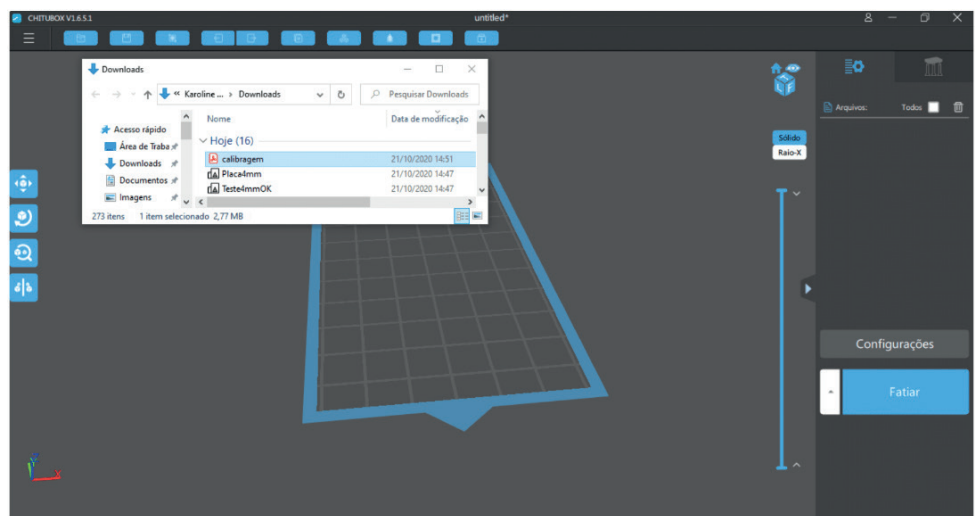 CHITUBOX V1.6.5.1
untitled*
Downloads
« Karoline ... > Downloads
Pesquisar Downloads
Nome
Data de modificação
Acesso rápido
Área de Traba
Downloads
Documentos
Imagens
Hoje (16)
calibragem
21/10/2020 14:51
Placa4mm
21/10/2020 14:47
Teste4mmOK
21/10/2020 14:47
273 itens
1 item selecionado 2,77 MB
Arquivos:
Todos
Sólido
Raio-X
Configurações
Fatiar
X